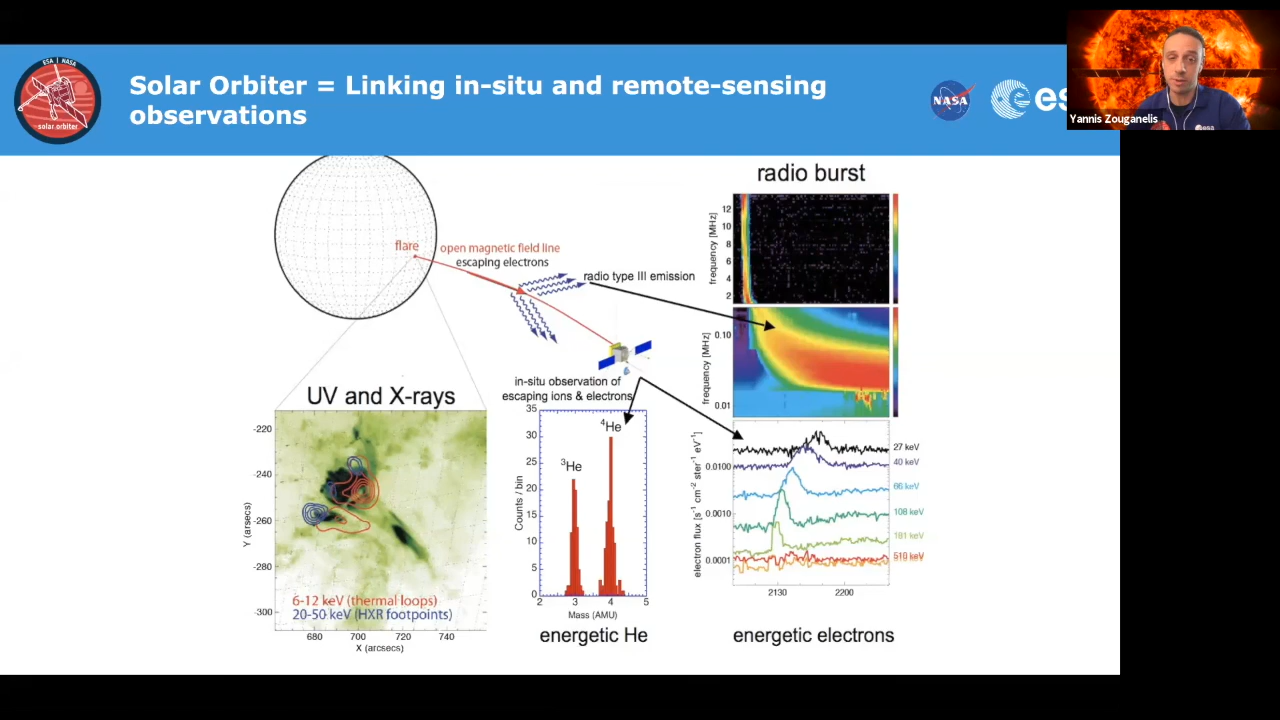 Solar Orbiter = Linking in-situ and remote-sensing
observations
ESA | NASA
solar orbiter
NASA
es
Yannis Zouganelis
esa
flare
open magnetic field line
escaping electrons
radio type III emission
in-situ observation of
escaping ions & electrons
radio burst
frequency [MHz]
12
10
8
6
4
2
frequency [MHz]
0.10
0.01
UV and X-rays
Y (arsecs)
-220
-240
-260
-280
-300
6-12 keV (thermal loops)
20-50 keV (HXR footpoints)
680
700
720
740
X (arcsecs)
Counts / bin
35
30
25
20
15
10
5
0
³He
⁴He
2
3
4
5
Mass (AMU)
energetic He
electron flux [s⁻¹ cm⁻² ster⁻¹ eV⁻¹]
0.0100
0.0010
0.0001
27 keV
40 keV
66 keV
108 keV
181 keV
510 keV
2130
2200
energetic electrons